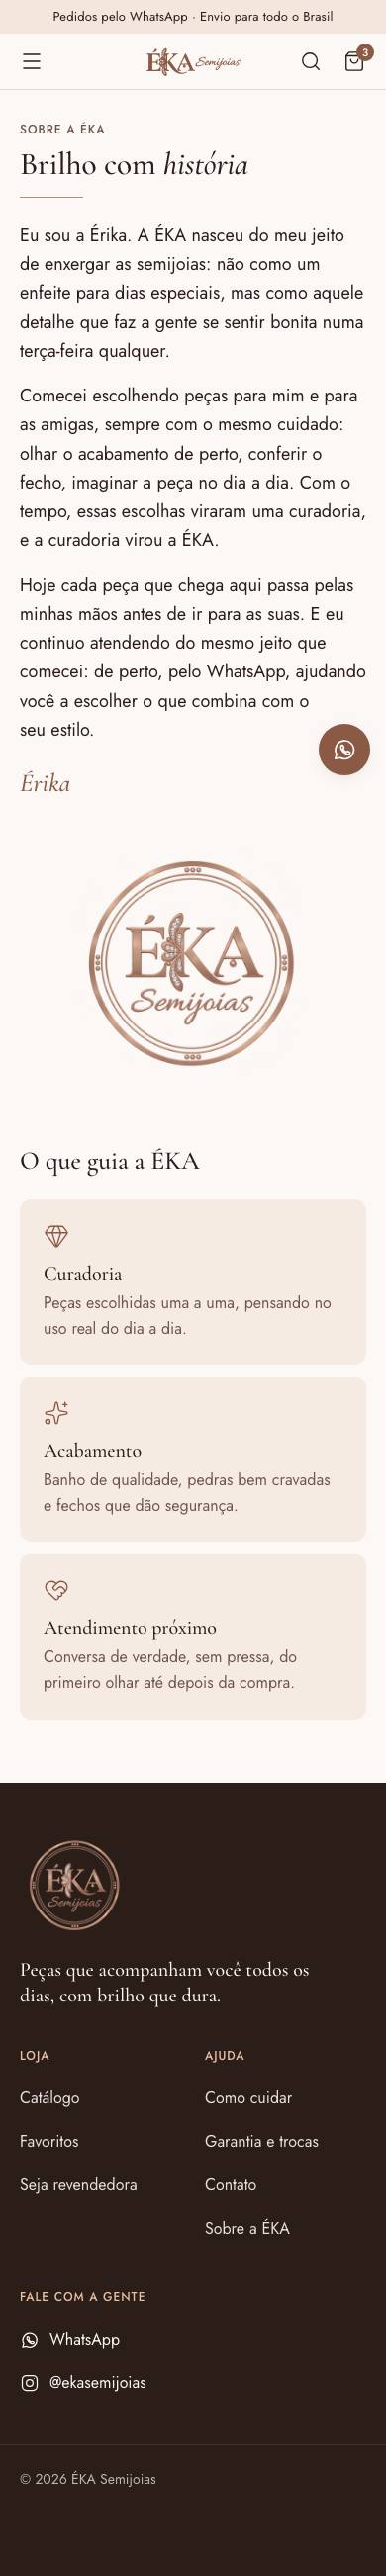 Pedidos pelo WhatsApp · Envio para todo o Brasil
ÉKA Semijoias
3
SOBRE A ÉKA
Brilho com história
Eu sou a Érika. A ÉKA nasceu do meu jeito
de enxergar as semijoias: não como um
enfeite para dias especiais, mas como aquele
detalhe que faz a gente se sentir bonita numa
terça-feira qualquer.
Comecei escolhendo peças para mim e para
as amigas, sempre com o mesmo cuidado:
olhar o acabamento de perto, conferir o
fecho, imaginar a peça no dia a dia. Com o
tempo, essas escolhas viraram uma curadoria,
e a curadoria virou a ÉKA.
Hoje cada peça que chega aqui passa pelas
minhas mãos antes de ir para as suas. E eu
continuo atendendo do mesmo jeito que
comecei: de perto, pelo WhatsApp, ajudando
você a escolher o que combina com o
seu estilo.
Érika
ÉKA
Semijoias
O que guia a ÉKA
Curadoria
Peças escolhidas uma a uma, pensando no
uso real do dia a dia.
Acabamento
Banho de qualidade, pedras bem cravadas
e fechos que dão segurança.
Atendimento próximo
Conversa de verdade, sem pressa, do
primeiro olhar até depois da compra.
ÉKA
Semijoias
Peças que acompanham você todos os
dias, com brilho que dura.
LOJA
Catálogo
Favoritos
Seja revendedora
AJUDA
Como cuidar
Garantia e trocas
Contato
Sobre a ÉKA
FALE COM A GENTE
WhatsApp
@ekasemijoias
© 2026 ÉKA Semijoias